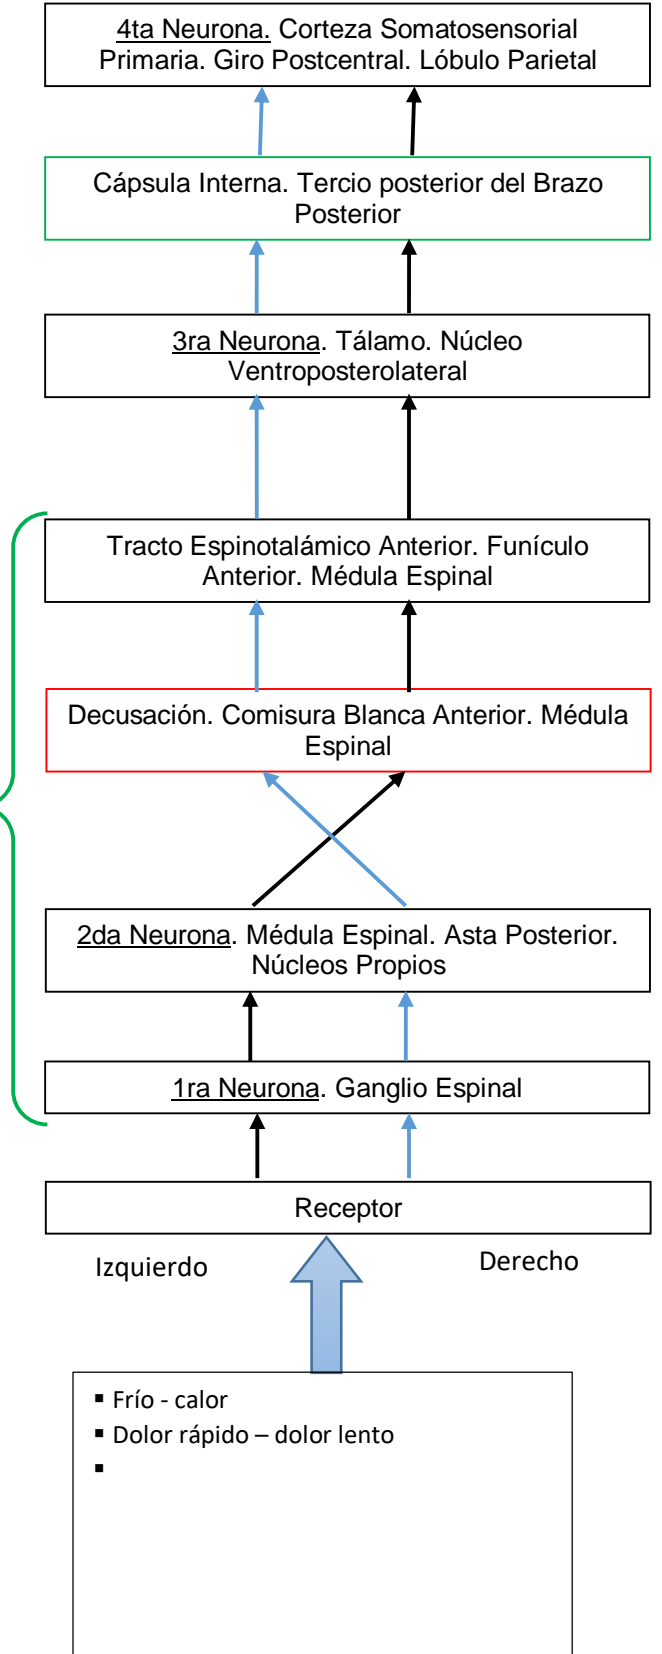 4ta Neurona. Corteza Somatosensorial
Primaria. Giro Postcentral. Lóbulo Parietal
Cápsula Interna. Tercio posterior del Brazo
Posterior
3ra Neurona. Tálamo. Núcleo
Ventroposterolateral
Tracto Espinotalámico Anterior. Funículo
Anterior. Médula Espinal
Decusación. Comisura Blanca Anterior. Médula
Espinal
2da Neurona. Médula Espinal. Asta Posterior.
Núcleos Propios
1ra Neurona. Ganglio Espinal
Receptor
Izquierdo
Derecho
▪ Frío - calor
▪ Dolor rápido – dolor lento
▪